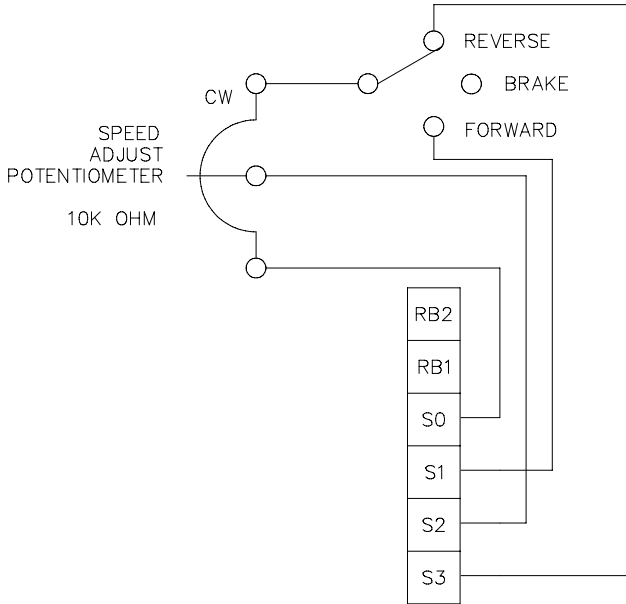 REVERSE
CW
BRAKE
SPEED
ADJUST
POTENTIOMETER
FORWARD
10K OHM
RB2
RB1
S0
S1
S2
S3